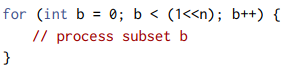 for (int b = 0; b < (1<<n); b++) {
    // process subset b
}